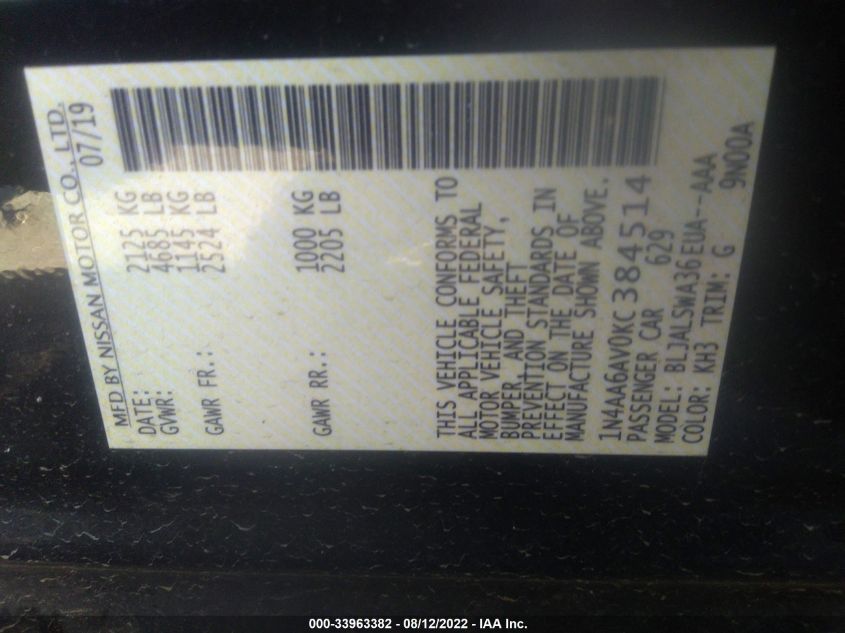 MFD BY NISSAN MOTOR CO., LTD.
DATE: 07/19
GVWR: 2125 KG
4685 LB
GAWR FR.: 1145 KG
2524 LB
GAWR RR.: 1000 KG
2205 LB
THIS VEHICLE CONFORMS TO
ALL APPLICABLE FEDERAL
MOTOR VEHICLE SAFETY,
BUMPER, AND THEFT
PREVENTION STANDARDS IN
EFFECT ON THE DATE OF
MANUFACTURE SHOWN ABOVE.
1N4AA6AV0KC384514
PASSENGER CAR 629
MODEL: BLJALSWA36EUA--AAA
COLOR: KH3 TRIM: G 9N00A
000-33963382 - 08/12/2022 - IAA Inc.